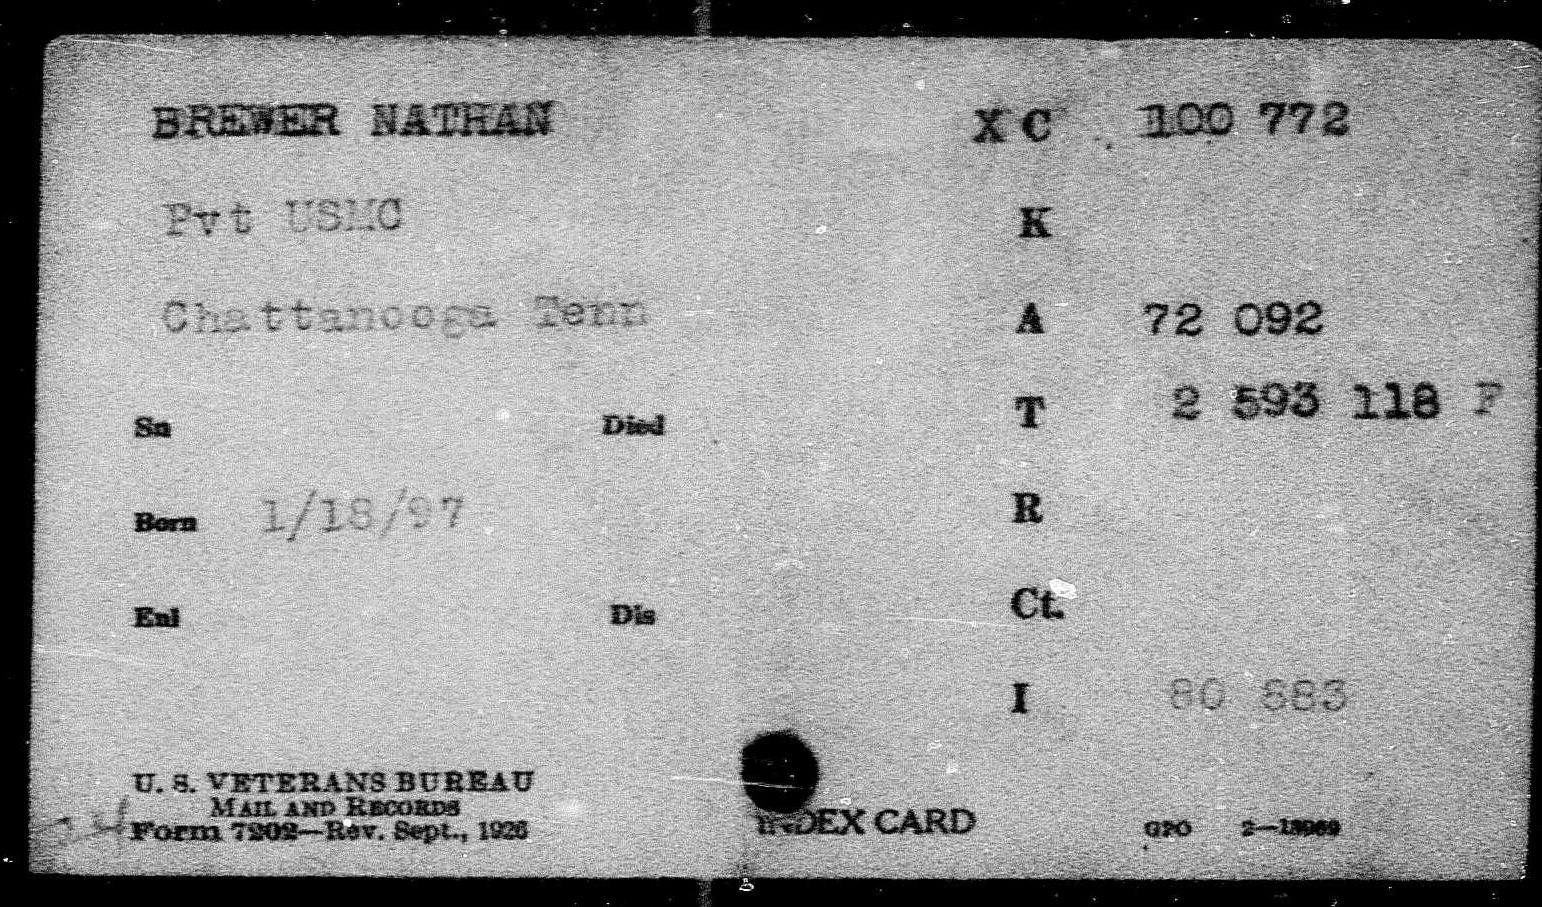 BREWER NATHAN XC 100 772
Pvt USMC K
Chattanooga Tenn A 72 092
Sn Died T 2 593 118 F
Born 1/18/97 R
Enl Dis Ct.
I 80 683
U. S. VETERANS BUREAU
MAIL AND RECORDS
Form 7202—Rev. Sept., 1926 INDEX CARD GPO